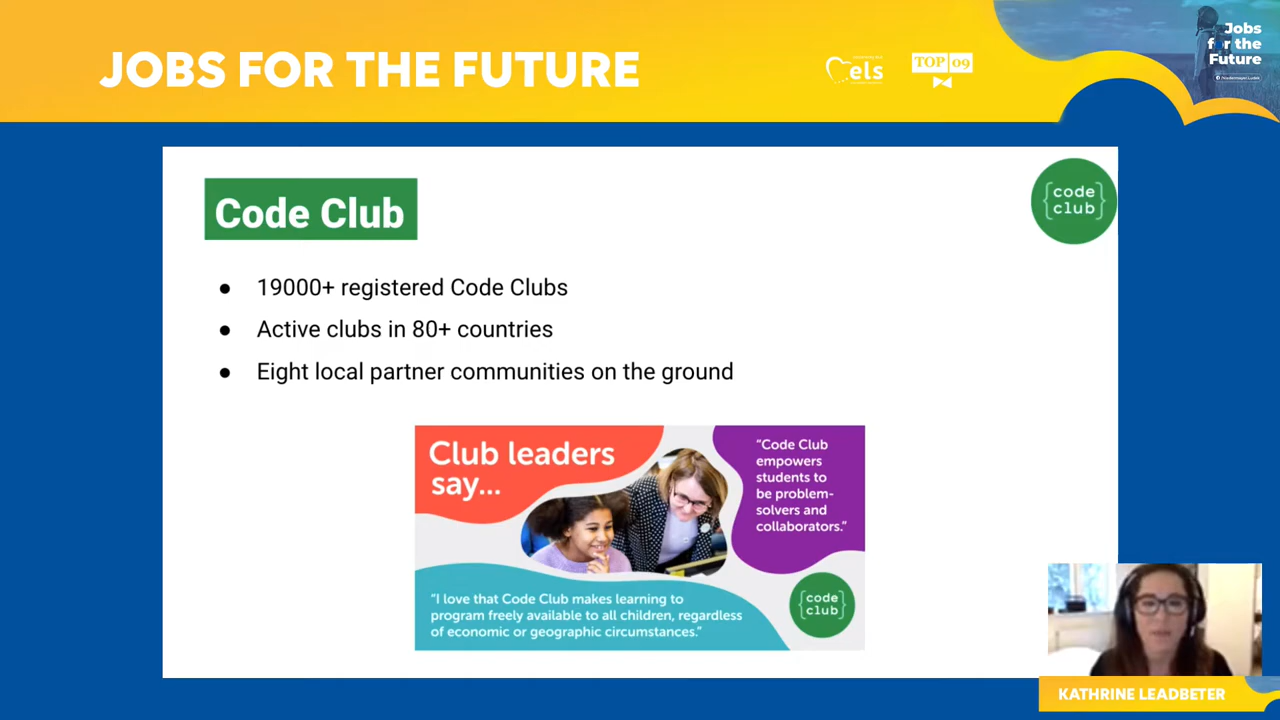 JOBS FOR THE FUTURE
els
TOP 09
Jobs
for the
Future
Code Club
{code
club}
● 19000+ registered Code Clubs
● Active clubs in 80+ countries
● Eight local partner communities on the ground
Club leaders
say...
“Code Club
empowers
students to
be problem-
solvers and
collaborators.”
“I love that Code Club makes learning to
program freely available to all children, regardless
of economic or geographic circumstances.”
{code
club}
KATHRINE LEADBETER